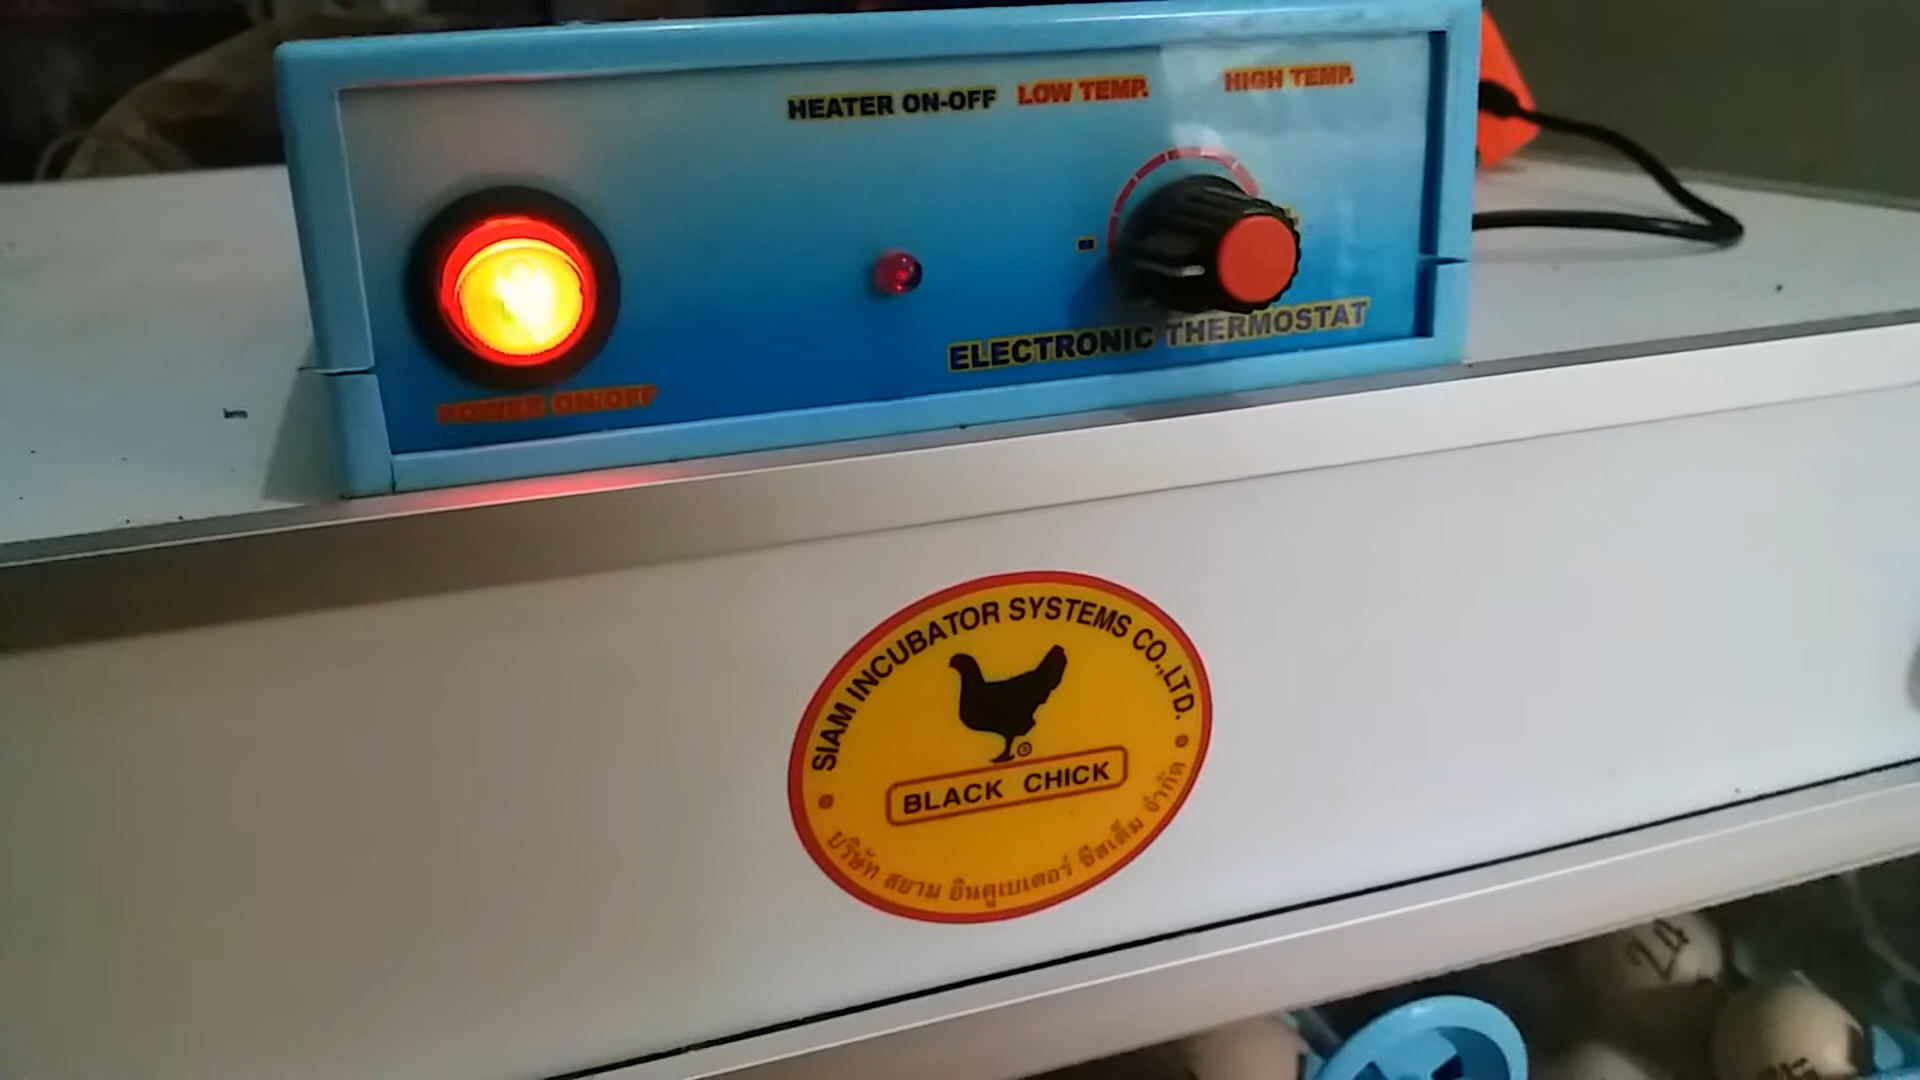 HEATER ON-OFF
LOW TEMP.
HIGH TEMP.
ELECTRONIC THERMOSTAT
POWER ON/OFF
SIAM INCUBATOR SYSTEMS CO.,LTD.
®
BLACK CHICK
บริษัท สยาม อินคูเบเตอร์ ซีสเต็ม จำกัด
24